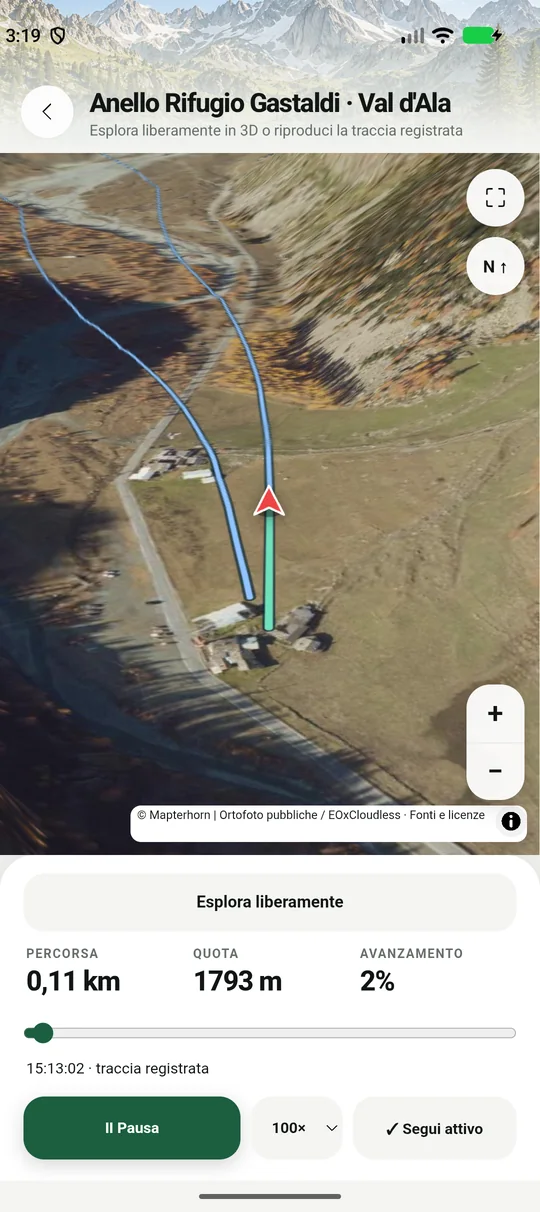 3:19
Anello Rifugio Gastaldi · Val d'Ala
Esplora liberamente in 3D o riproduci la traccia registrata
N ↑
+
−
© Mapterhorn | Ortofoto pubbliche / EOxCloudless · Fonti e licenze
Esplora liberamente
PERCORSA QUOTA AVANZAMENTO
0,11 km 1793 m 2%
15:13:02 · traccia registrata
II Pausa 100× ✓ Segui attivo